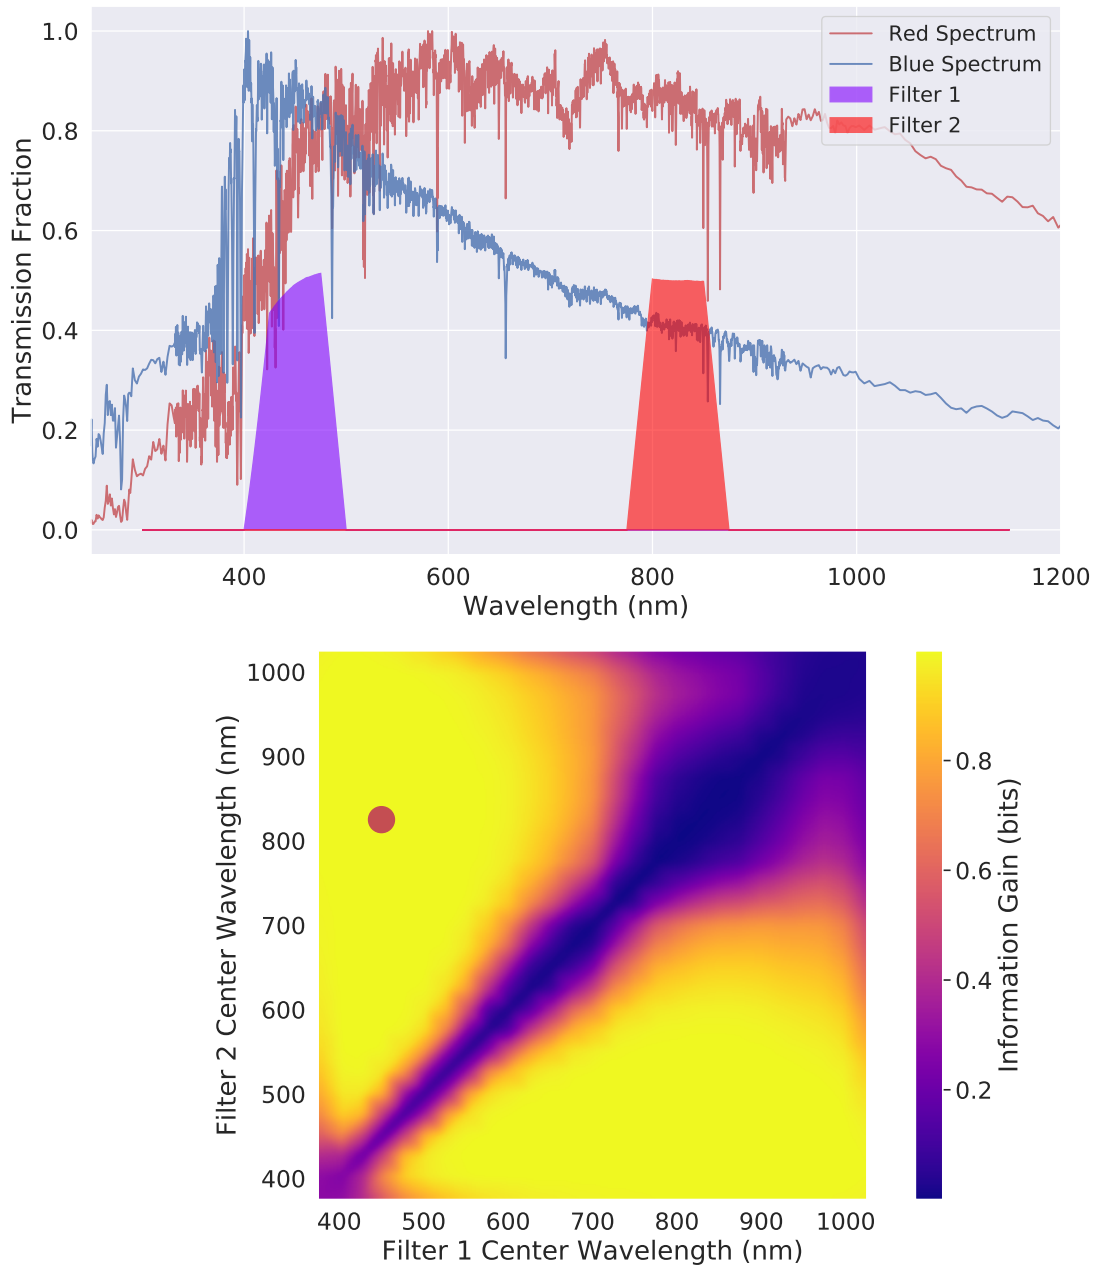 Transmission Fraction
1.0
0.8
0.6
0.4
0.2
0.0
Red Spectrum
Blue Spectrum
Filter 1
Filter 2
400 600 800 1000 1200
Wavelength (nm)
Filter 2 Center Wavelength (nm)
1000
900
800
700
600
500
400
400 500 600 700 800 900 1000
Filter 1 Center Wavelength (nm)
0.8
0.6
0.4
0.2
Information Gain (bits)